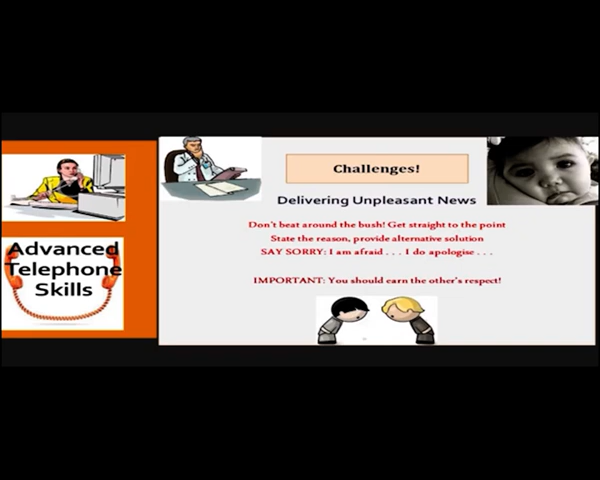 Advanced
Telephone
Skills
Challenges!
Delivering Unpleasant News
Don't beat around the bush! Get straight to the point
State the reason, provide alternative solution
SAY SORRY: I am afraid . . . I do apologise . . .
IMPORTANT: You should earn the other's respect!